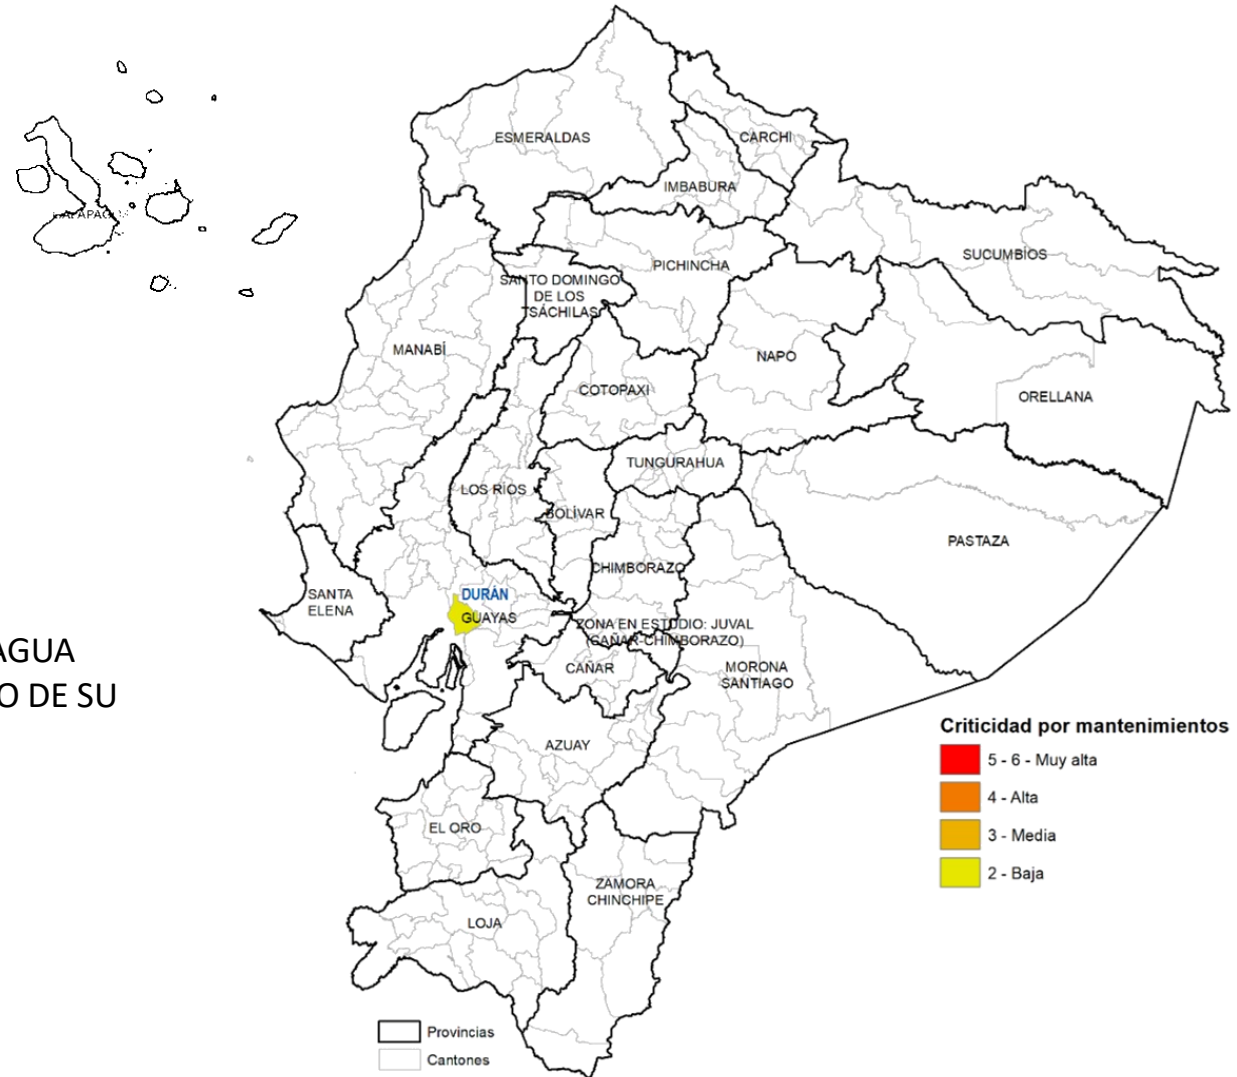 ESMERALDAS
CARCHI
IMBABURA
SUCUMBÍOS
PICHINCHA
SANTO DOMINGO
DE LOS
TSÁCHILAS
MANABÍ
NAPO
COTOPAXI
ORELLANA
TUNGURAHUA
LOS RÍOS
BOLÍVAR
PASTAZA
CHIMBORAZO
SANTA
ELENA
DURÁN
GUAYAS
ZONA EN ESTUDIO: JUVAL
(CAÑAR-CHIMBORAZO)
CAÑAR
MORONA
SANTIAGO
AGUA
O DE SU
AZUAY
EL ORO
ZAMORA
CHINCHIPE
LOJA
Criticidad por mantenimientos
5 - 6 - Muy alta
4 - Alta
3 - Media
2 - Baja
Provincias
Cantones